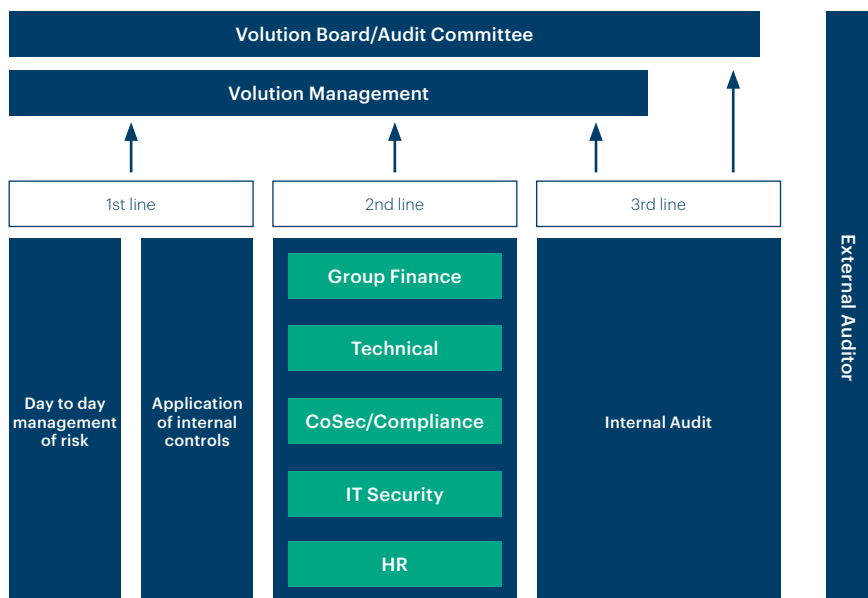 Volution Board/Audit Committee
Volution Management
1st line
2nd line
3rd line
Day to day
management
of risk
Application
of internal
controls
Group Finance
Technical
CoSec/Compliance
IT Security
HR
Internal Audit
External Auditor